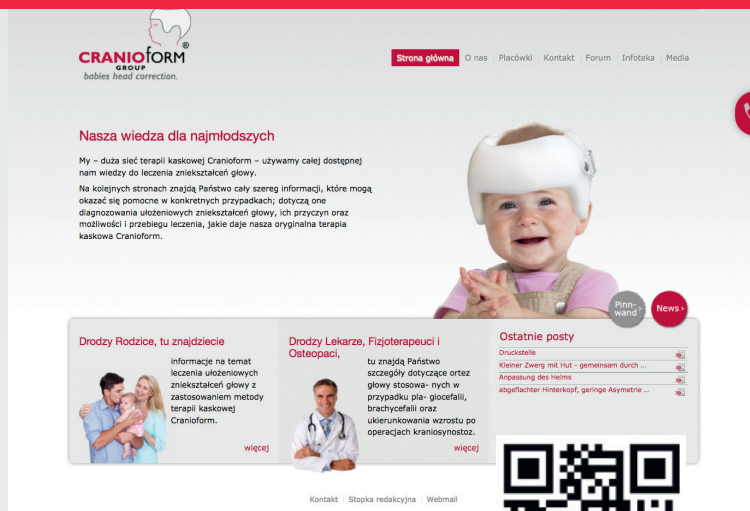 CRANIOFORM®
GROUP
babies head correction.
Strona główna O nas Placówki Kontakt Forum Infoteka Media
Nasza wiedza dla najmłodszych
My – duża sieć terapii kaskowej Cranioform – używamy całej dostępnej
nam wiedzy do leczenia zniekształceń głowy.
Na kolejnych stronach znajdą Państwo cały szereg informacji, które mogą
okazać się pomocne w konkretnych przypadkach; dotyczą one
diagnozowania ułożeniowych zniekształceń głowy, ich przyczyn oraz
możliwości i przebiegu leczenia, jakie daje nasza oryginalna terapia
kaskowa Cranioform.
Pinn-
wand >
News >
Drodzy Rodzice, tu znajdziecie
informacje na temat
leczenia ułożeniowych
zniekształceń głowy z
zastosowaniem metody
terapii kaskowej
Cranioform.
więcej
Drodzy Lekarze, Fizjoterapeuci i
Osteopaci,
tu znajdą Państwo
szczegóły dotyczące ortez
głowy stosowa- nych w
przypadku pla- giocefalii,
brachycefalii oraz
ukierunkowania wzrostu po
operacjach kraniosynostoz.
więcej
Ostatnie posty
Druckstelle
Kleiner Zwerg mit Hut - gemeinsam durch ...
Anpassung des Helms
abgeflachter Hinterkopf, geringe Asymetrie ...
Kontakt Stopka redakcyjna Webmail